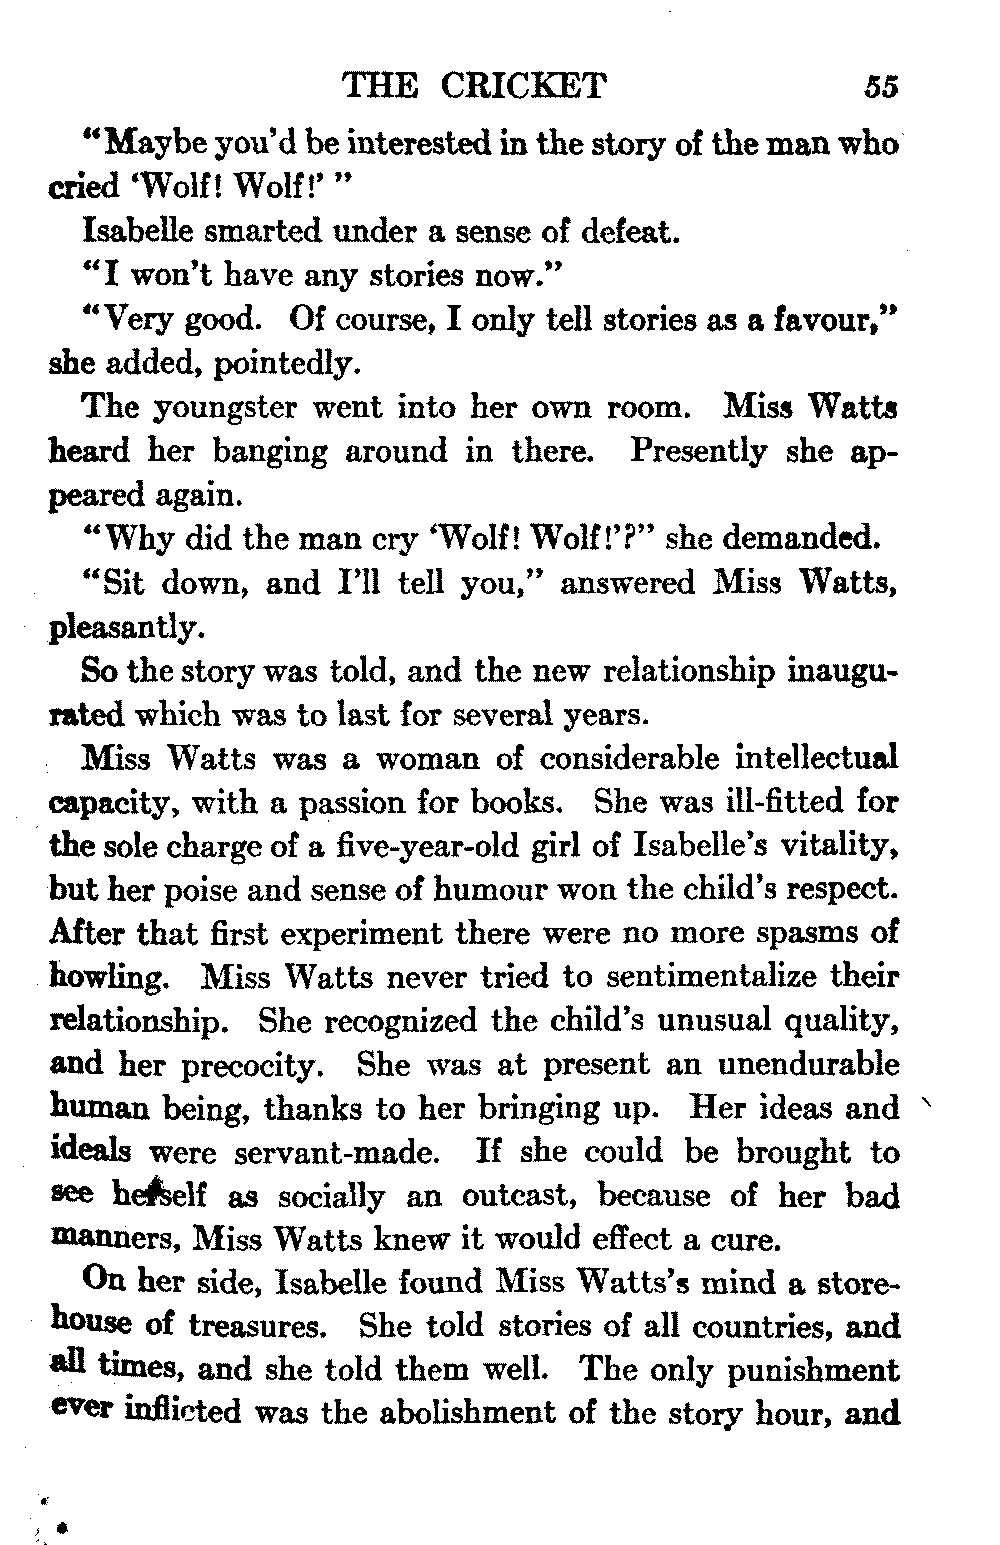 THE CRICKET 55
"Maybe you'd be interested in the story of the man who
cried 'Wolf! Wolf!' "
Isabelle smarted under a sense of defeat.
"I won't have any stories now."
"Very good. Of course, I only tell stories as a favour,"
she added, pointedly.
The youngster went into her own room. Miss Watts
heard her banging around in there. Presently she ap-
peared again.
"Why did the man cry 'Wolf! Wolf!'?" she demanded.
"Sit down, and I'll tell you," answered Miss Watts,
pleasantly.
So the story was told, and the new relationship inaugu-
rated which was to last for several years.
Miss Watts was a woman of considerable intellectual
capacity, with a passion for books. She was ill-fitted for
the sole charge of a five-year-old girl of Isabelle's vitality,
but her poise and sense of humour won the child's respect.
After that first experiment there were no more spasms of
howling. Miss Watts never tried to sentimentalize their
relationship. She recognized the child's unusual quality,
and her precocity. She was at present an unendurable
human being, thanks to her bringing up. Her ideas and
ideals were servant-made. If she could be brought to
see herself as socially an outcast, because of her bad
manners, Miss Watts knew it would effect a cure.
On her side, Isabelle found Miss Watts's mind a store-
house of treasures. She told stories of all countries, and
all times, and she told them well. The only punishment
ever inflicted was the abolishment of the story hour, and